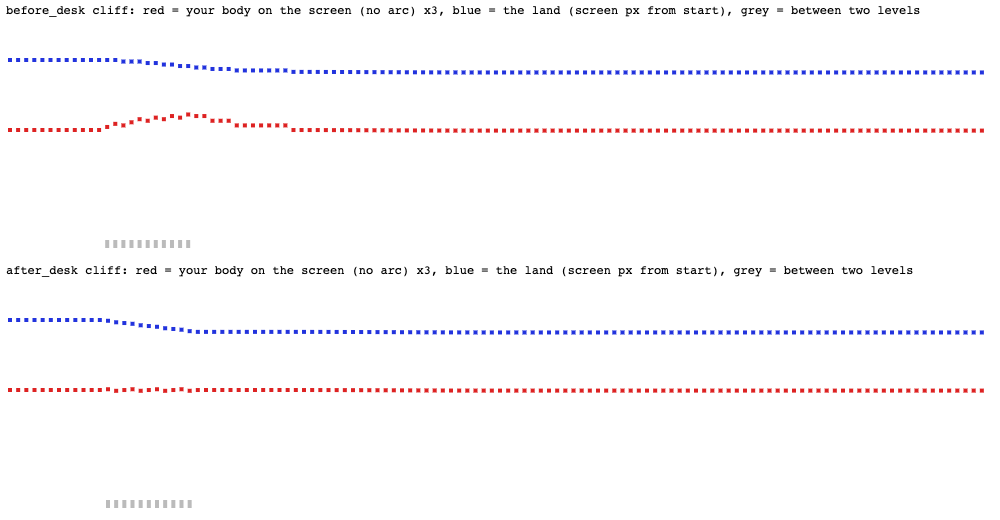 before_desk cliff: red = your body on the screen (no arc) x3, blue = the land (screen px from start), grey = between two levels
after_desk cliff: red = your body on the screen (no arc) x3, blue = the land (screen px from start), grey = between two levels